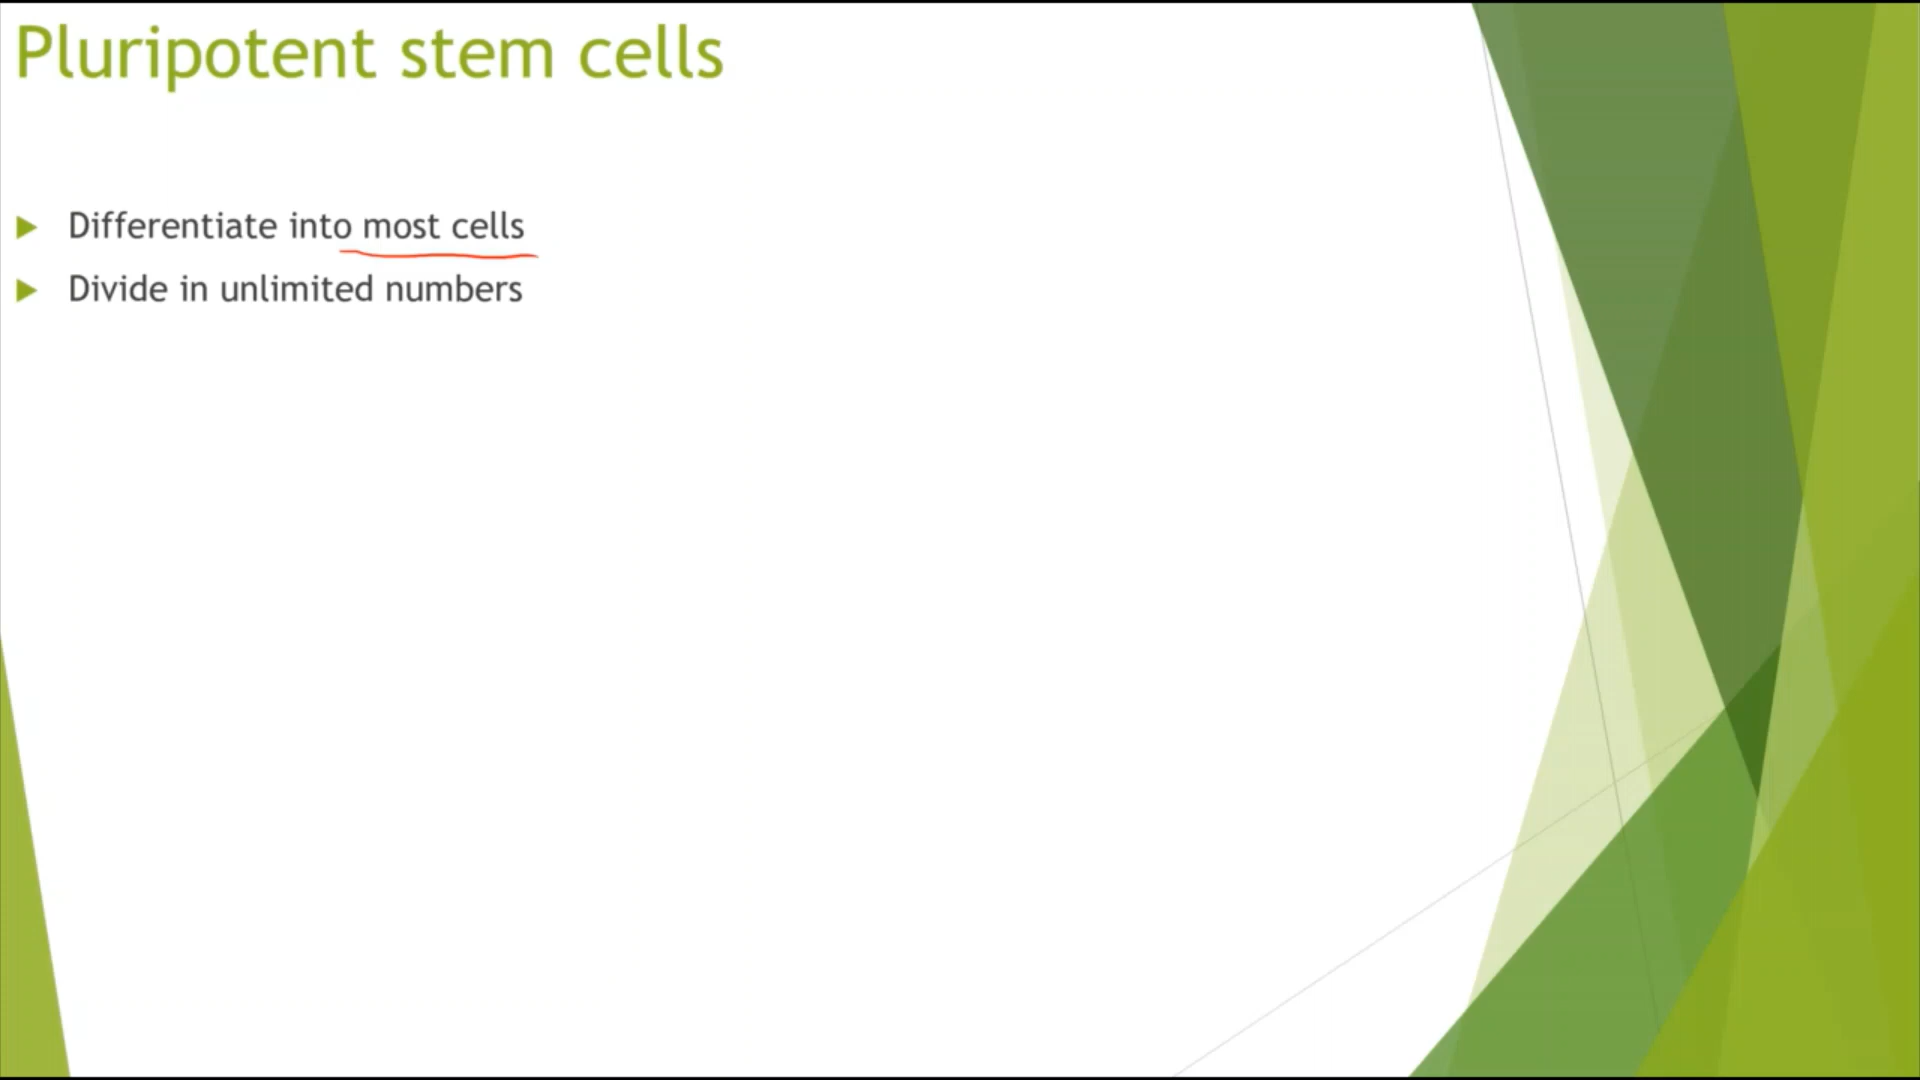 Pluripotent stem cells
Differentiate into most cells
Divide in unlimited numbers